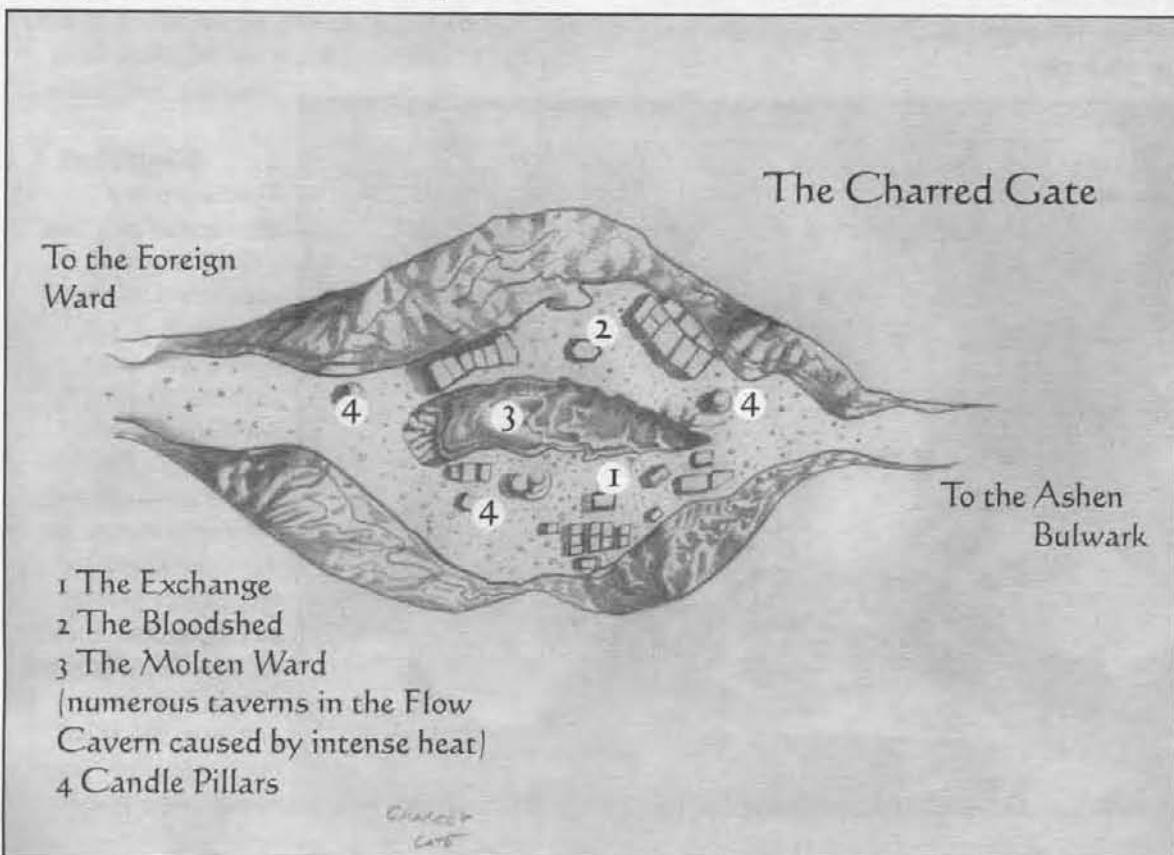 The Charred Gate
To the Foreign
Ward
2
4
4
3
1
4
To the Ashen
Bulwark
1 The Exchange
2 The Bloodshed
3 The Molten Ward
(numerous taverns in the Flow
Cavern caused by intense heat)
4 Candle Pillars